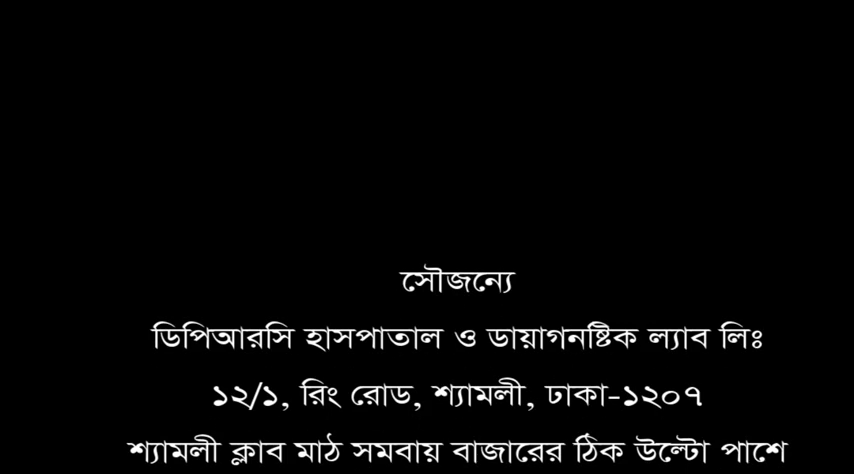 সৌজন্যে
ডিপিআরসি হাসপাতাল ও ডায়াগনষ্টিক ল্যাব লিঃ
১২/১, রিং রোড, শ্যামলী, ঢাকা-১২০৭
শ্যামলী ক্লাব মাঠ সমবায় বাজারের ঠিক উল্টো পাশে